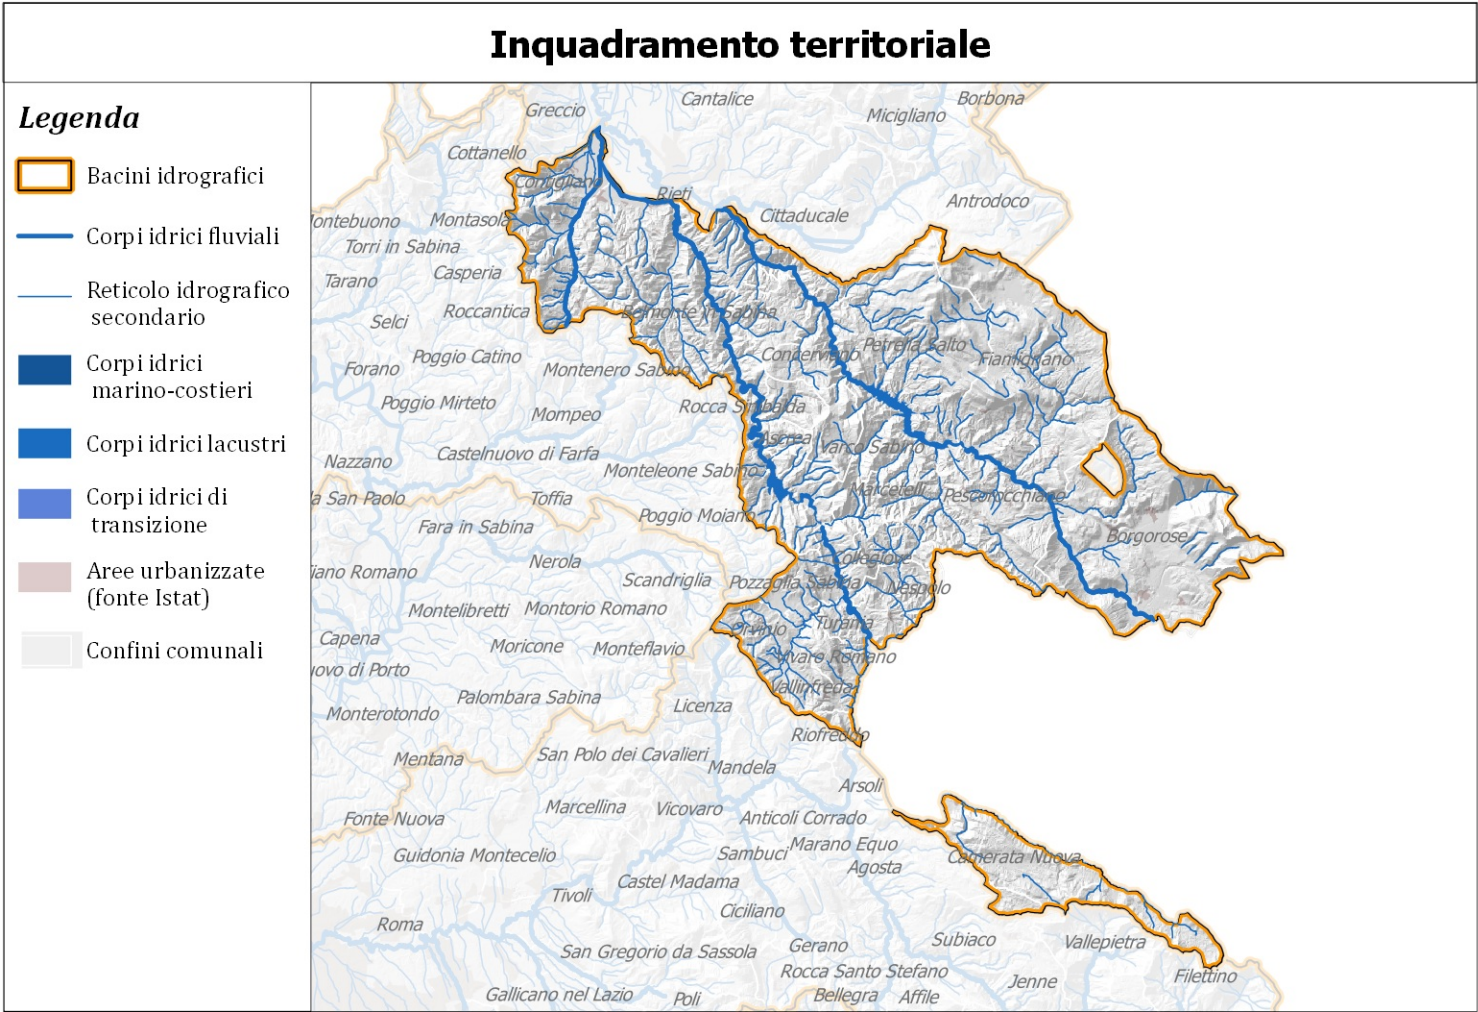 Inquadramento territoriale
Legenda
Bacini idrografici
Corpi idrici fluviali
Reticolo idrografico
secondario
Corpi idrici
marino-costieri
Corpi idrici lacustri
Corpi idrici di
transizione
Aree urbanizzate
(fonte Istat)
Confini comunali
Cantalice
Borbona
Greccio
Micigliano
Cottanello
Contigliano
Rieti
Antrodoco
Cittaducale
Montasola
Torri in Sabina
Casperia
Tarano
Roccantica
Belmonte in Sabina
Selci
Petrella Salto
Concerviano
Fiamignano
Poggio Catino
Forano
Montenero Sabino
Poggio Mirteto
Mompeo
Rocca Sinibalda
Ascrea
Varco Sabino
Castelnuovo di Farfa
Nazzano
Monteleone Sabino
Marcetelli
Pescorocchiano
Toffia
Poggio Moiano
Fara in Sabina
Borgorose
Nerola
Collegiove
Scandriglia
Pozzaglia Sabina
Nespolo
Montelibretti
Montorio Romano
Turania
Orvinio
Capena
Moricone
Monteflavio
Vivaro Romano
Vallinfreda
Palombara Sabina
Licenza
Monterotondo
Riofreddo
San Polo dei Cavalieri
Mentana
Mandela
Arsoli
Marcellina
Vicovaro
Fonte Nuova
Anticoli Corrado
Marano Equo
Guidonia Montecelio
Sambuci
Camerata Nuova
Agosta
Castel Madama
Tivoli
Ciciliano
Roma
Subiaco
Vallepietra
San Gregorio da Sassola
Gerano
Rocca Santo Stefano
Filettino
Jenne
Gallicano nel Lazio
Poli
Bellegra
Affile